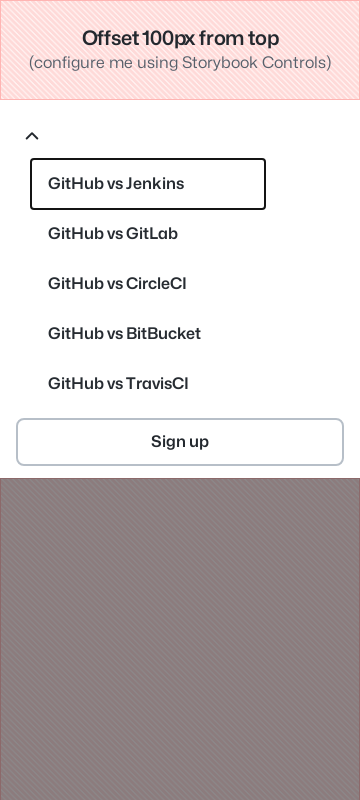 Offset 100px from top
(configure me using Storybook Controls)
GitHub vs Jenkins
GitHub vs GitLab
GitHub vs CircleCI
GitHub vs BitBucket
GitHub vs TravisCI
Sign up